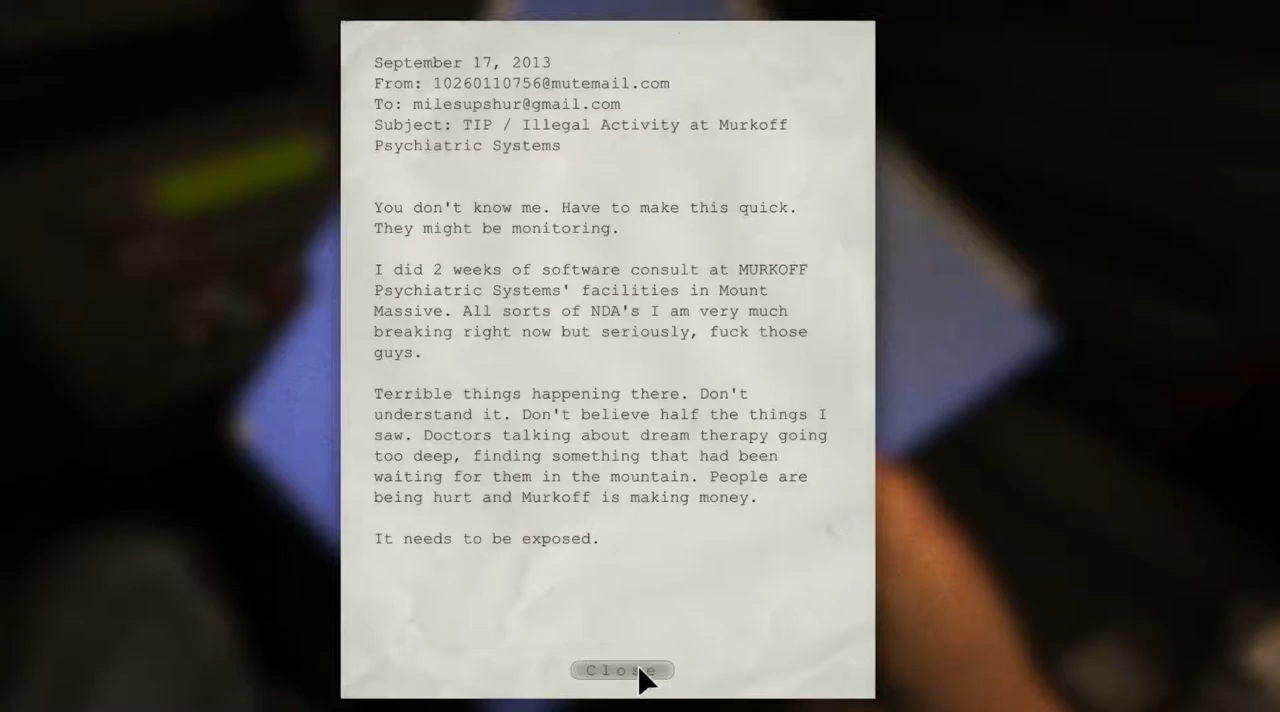 September 17, 2013
From: 10260110756@mutemail.com
To: milesupshur@gmail.com
Subject: TIP / Illegal Activity at Murkoff
Psychiatric Systems
You don't know me. Have to make this quick.
They might be monitoring.
I did 2 weeks of software consult at MURKOFF
Psychiatric Systems' facilities in Mount
Massive. All sorts of NDA's I am very much
breaking right now but seriously, fuck those
guys.
Terrible things happening there. Don't
understand it. Don't believe half the things I
saw. Doctors talking about dream therapy going
too deep, finding something that had been
waiting for them in the mountain. People are
being hurt and Murkoff is making money.
It needs to be exposed.
Close